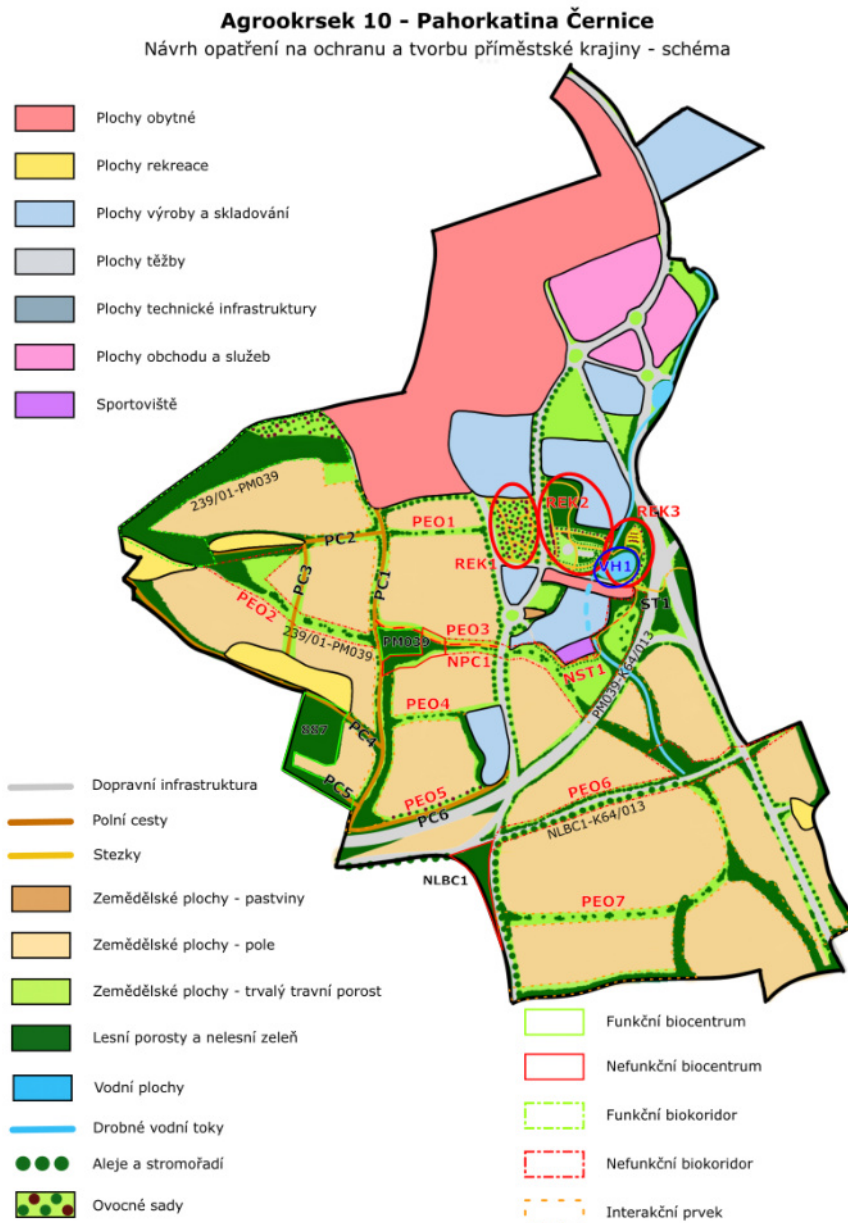 Agrookrsek 10 - Pahorkatina Černice
Návrh opatření na ochranu a tvorbu příměstské krajiny - schéma
Plochy obytné
Plochy rekreace
Plochy výroby a skladování
Plochy těžby
Plochy technické infrastruktury
Plochy obchodu a služeb
Sportoviště
239/01-PM039
PC2
PEO1
REK1
REK2
REK3
VH1
ST1
PC3
PC1
PEO2
239/01-PM039
PM039
PEO3
NPC1
NST1
PM039-K64/013
PEO4
887
PC4
PC5
PEO5
PC6
PEO6
NLBC1-K64/013
NLBC1
PEO7
Dopravní infrastruktura
Polní cesty
Stezky
Zemědělské plochy - pastviny
Zemědělské plochy - pole
Zemědělské plochy - trvalý travní porost
Lesní porosty a nelesní zeleň
Vodní plochy
Drobné vodní toky
Aleje a stromořadí
Ovocné sady
Funkční biocentrum
Nefunkční biocentrum
Funkční biokoridor
Nefunkční biokoridor
Interakční prvek